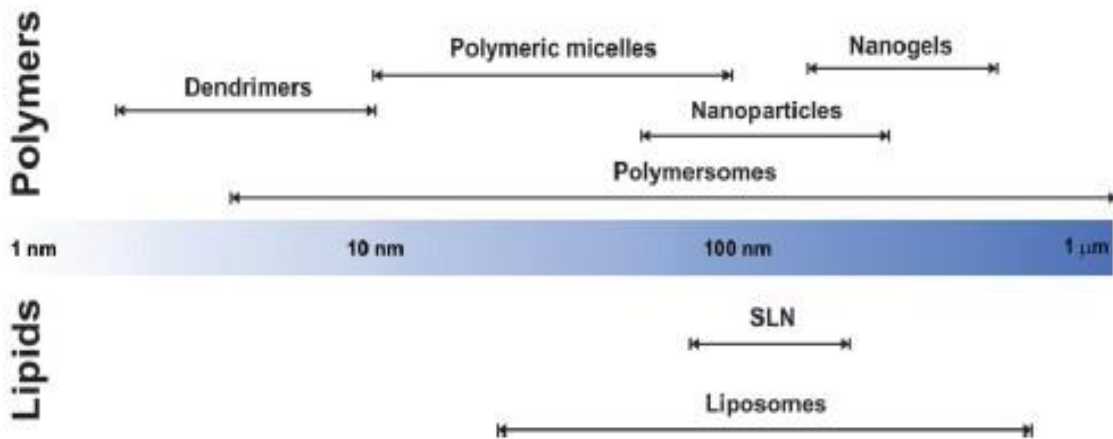 Polymers
Polymeric micelles
Nanogels
Dendrimers
Nanoparticles
Polymersomes
1 nm
10 nm
100 nm
1 μm
Lipids
SLN
Liposomes